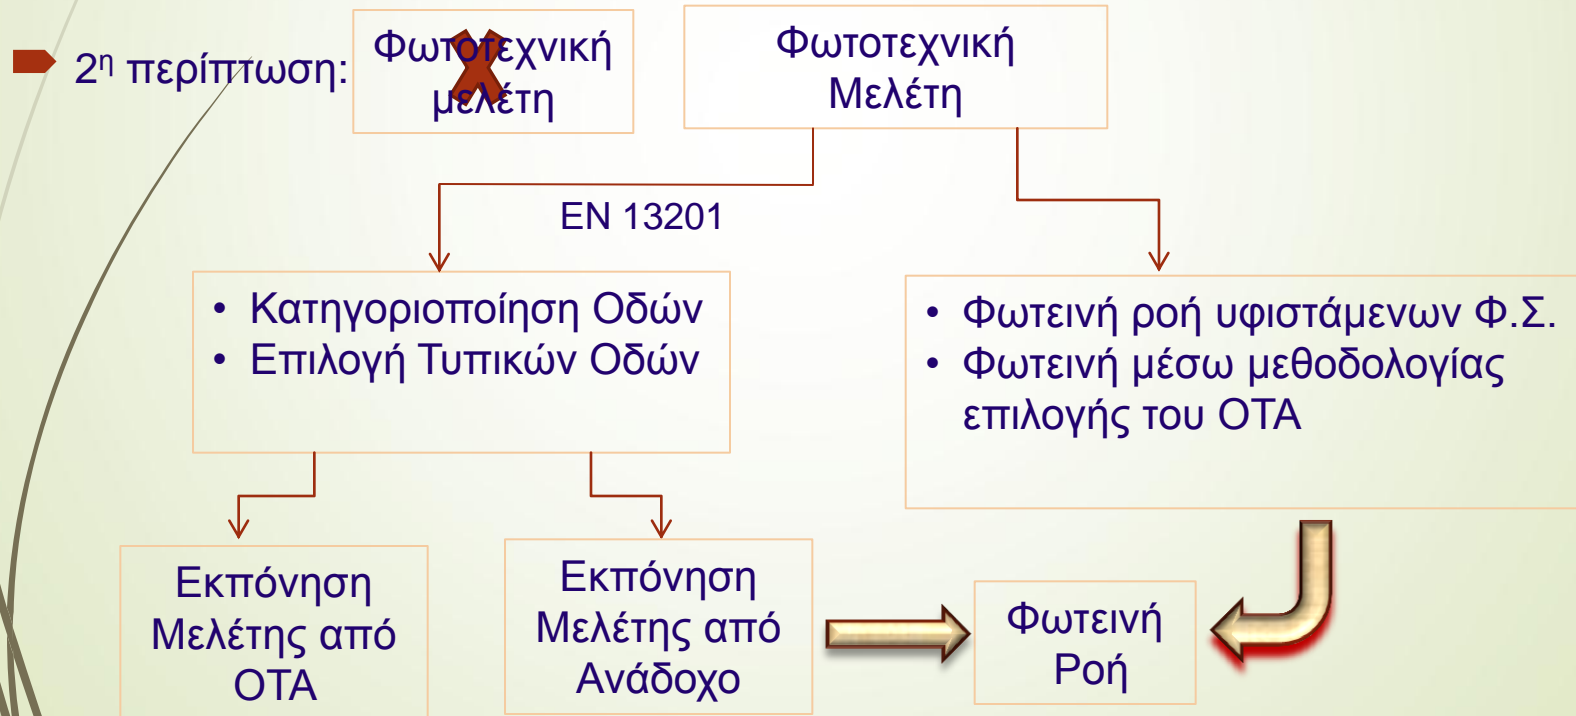 2η περίπτωση:
Φωτοτεχνική
μελέτη
Φωτοτεχνική
Μελέτη
EN 13201
• Κατηγοριοποίηση Οδών
• Επιλογή Τυπικών Οδών
• Φωτεινή ροή υφιστάμενων Φ.Σ.
• Φωτεινή μέσω μεθοδολογίας
επιλογής του ΟΤΑ
Εκπόνηση
Μελέτης από
ΟΤΑ
Εκπόνηση
Μελέτης από
Ανάδοχο
Φωτεινή
Ροή